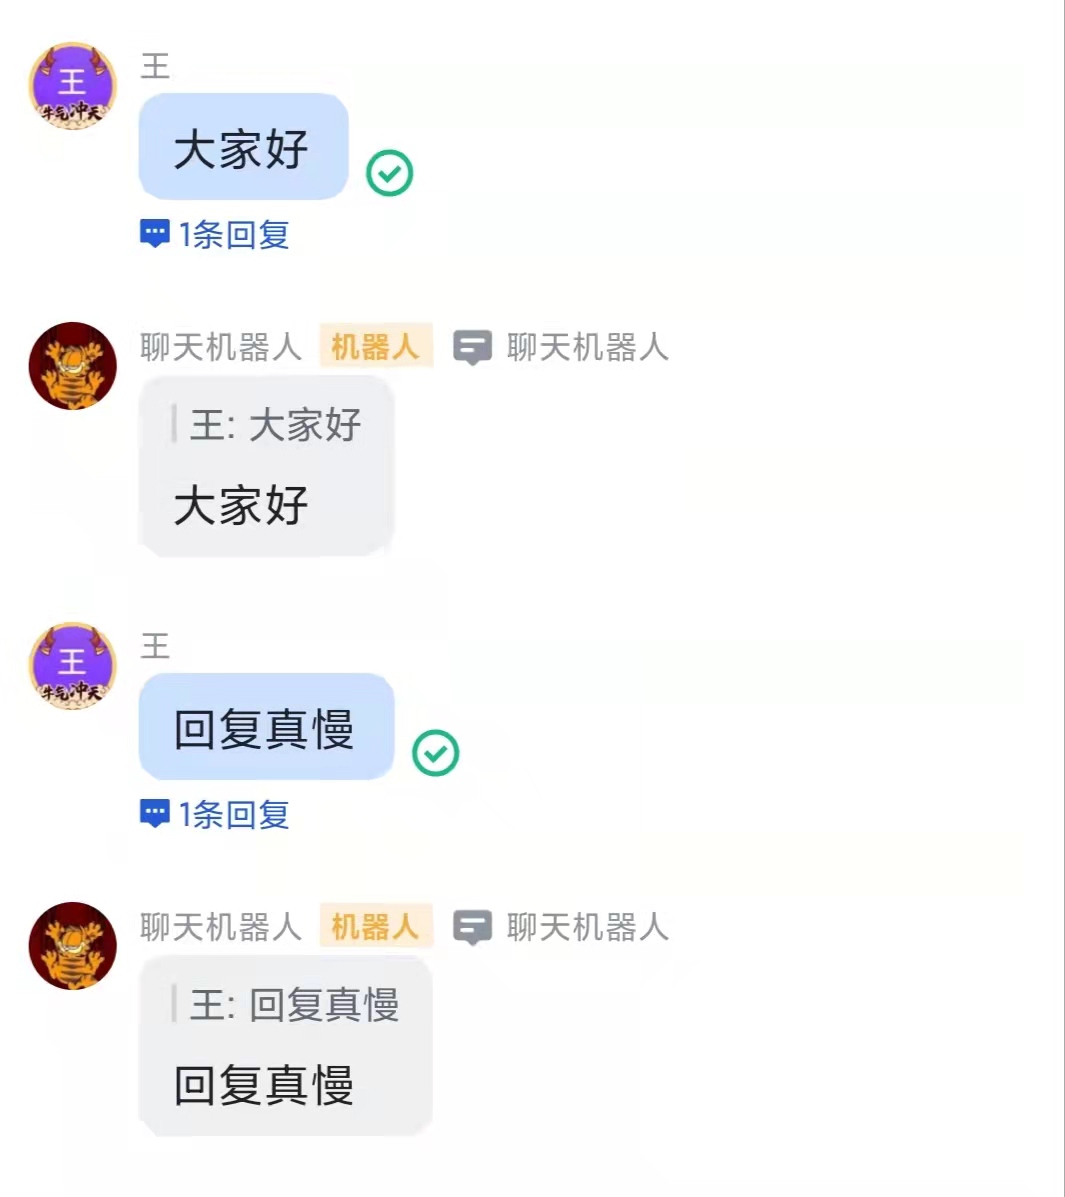 王
王
牛气冲天
大家好
1条回复
聊天机器人 机器人 聊天机器人
王: 大家好
大家好
王
王
牛气冲天
回复真慢
1条回复
聊天机器人 机器人 聊天机器人
王: 回复真慢
回复真慢